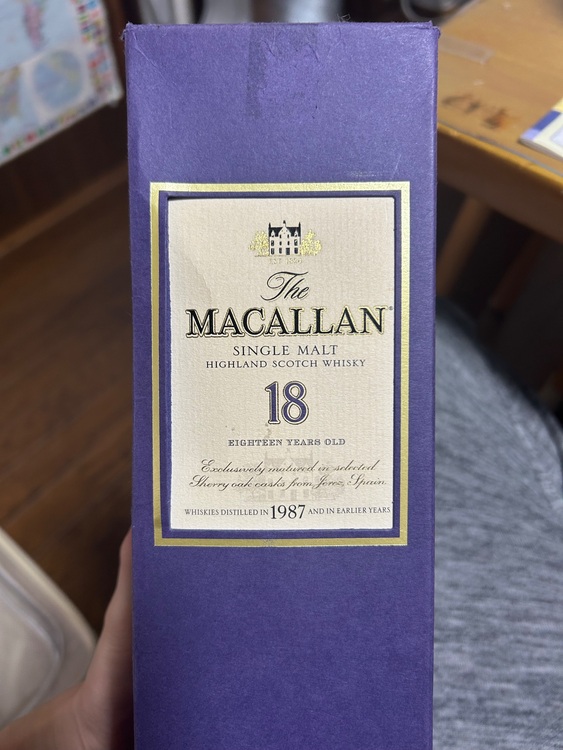 The
MACALLAN®
SINGLE MALT
HIGHLAND SCOTCH WHISKY
18
EIGHTEEN YEARS OLD
Exclusively matured in selected
Sherry oak casks from Jerez, Spain
WHISKIES DISTILLED IN 1987 AND IN EARLIER YEARS